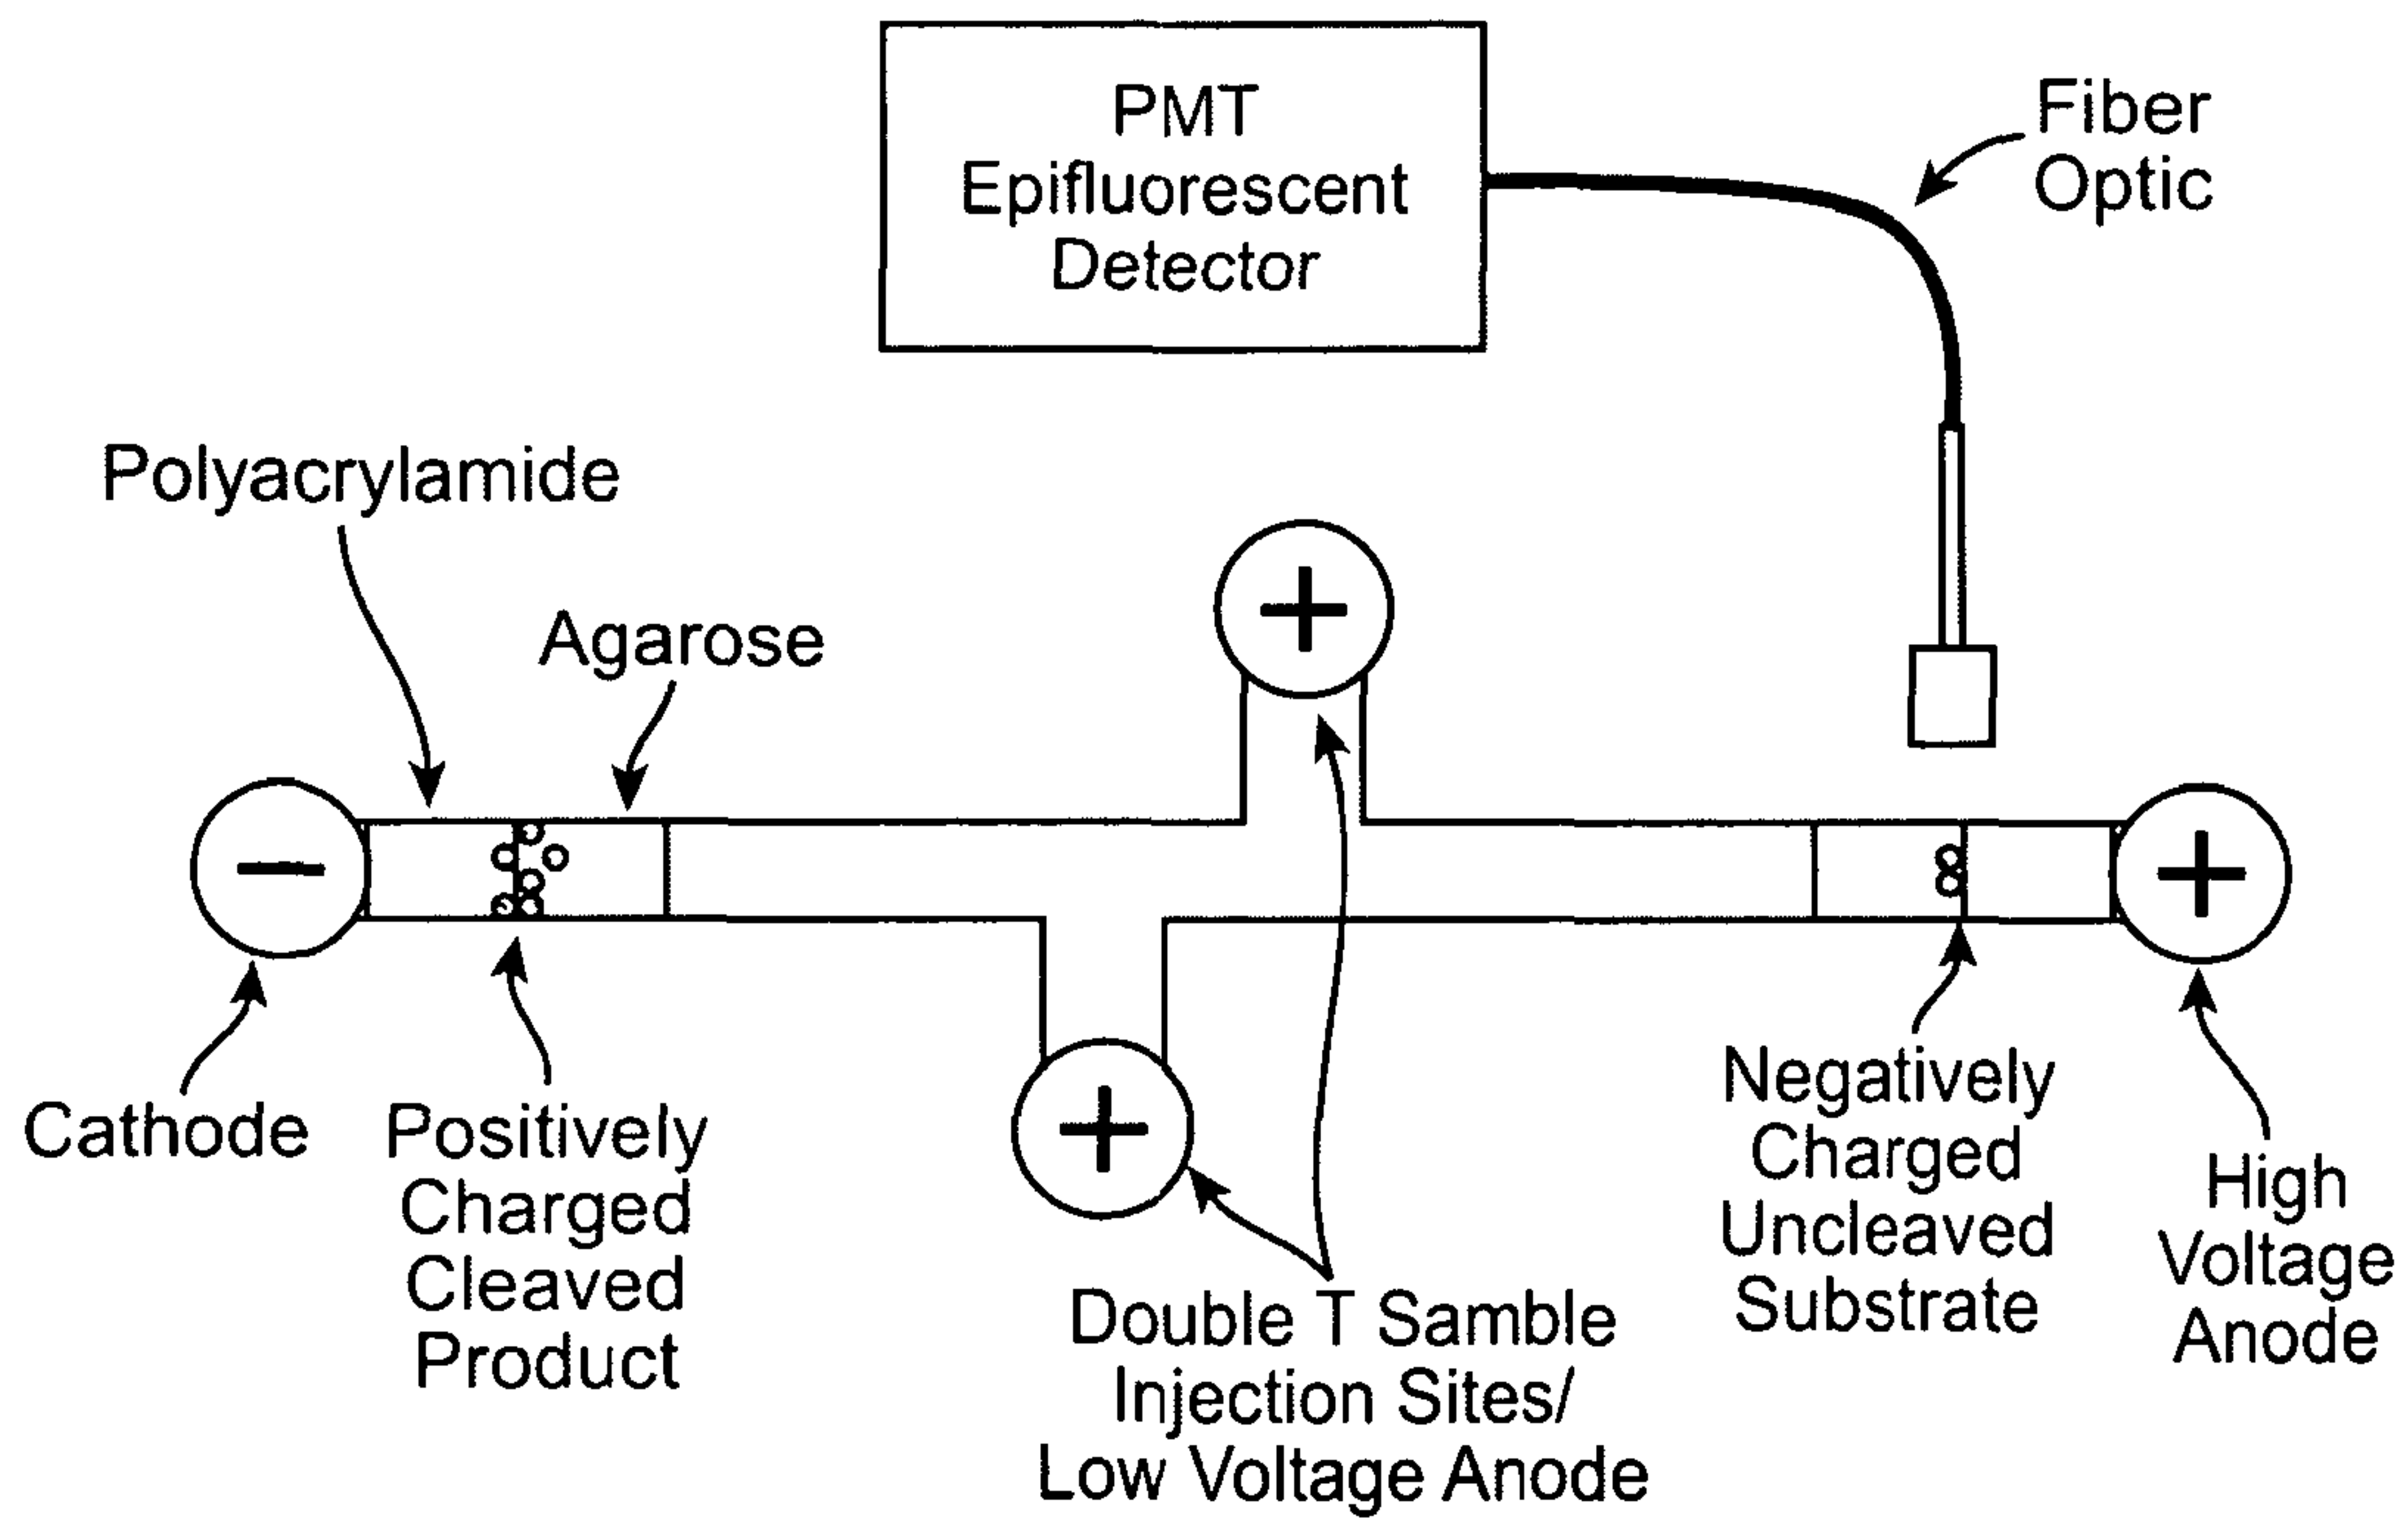 PMT
Epifluorescent
Detector
Fiber
Optic
Polyacrylamide
Agarose
+
−
+
+
Cathode
Positively
Charged
Cleaved
Product
Double T Samble
Injection Sites/
Low Voltage Anode
Negatively
Charged
Uncleaved
Substrate
High
Voltage
Anode